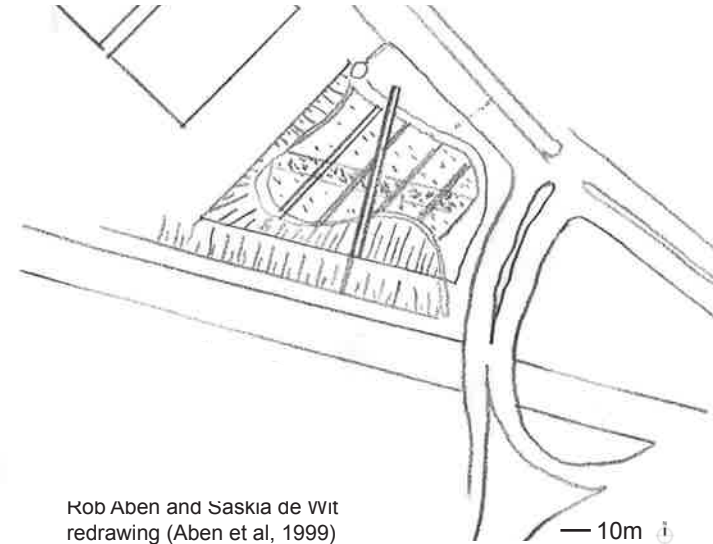 Rob Aben and Saskia de Wit
redrawing (Aben et al, 1999)
10m